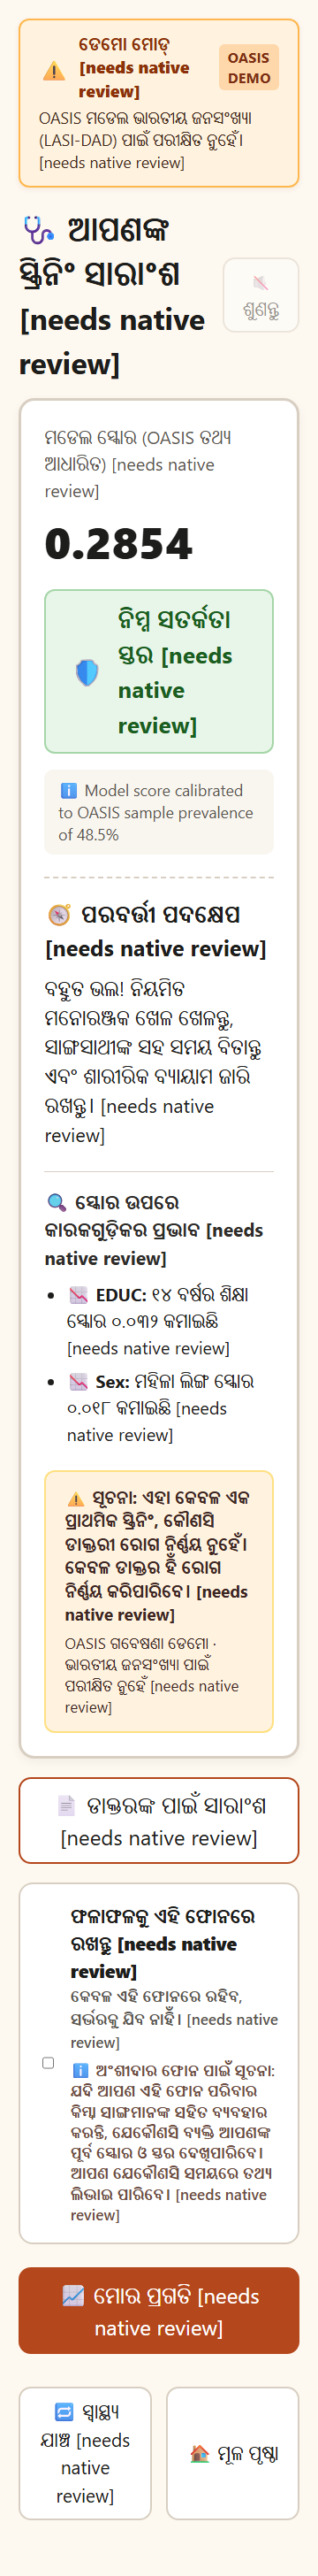 ଡେମୋ ମୋଡ୍
[needs native
review]
OASIS
DEMO
OASIS ମଡେଲ ଭାରତୀୟ ଜନସଂଖ୍ୟା
(LASI-DAD) ପାଇଁ ପରୀକ୍ଷିତ ନୁହେଁ।
[needs native review]
ଆପଣଙ୍କ
ସ୍କ୍ରିନିଂ ସାରାଂଶ
[needs native
review]
ଶୁଣନ୍ତୁ
ମଡେଲ ସ୍କୋର (OASIS ତଥ୍ୟ
ଆଧାରିତ) [needs native
review]
0.2854
ନିମ୍ନ ସତର୍କତା
ସ୍ତର [needs
native
review]
Model score calibrated
to OASIS sample prevalence
of 48.5%
ପରବର୍ତ୍ତୀ ପଦକ୍ଷେପ
[needs native review]
ବହୁତ ଭଲ! ନିୟମିତ
ମନୋରଞ୍ଜକ ଖେଳ ଖେଳନ୍ତୁ,
ସାଙ୍ଗସାଥୀଙ୍କ ସହ ସମୟ ବିତାନ୍ତୁ
ଏବଂ ଶାରୀରିକ ବ୍ୟାୟାମ ଜାରି
ରଖନ୍ତୁ। [needs native
review]
ସ୍କୋର ଉପରେ
କାରକଗୁଡ଼ିକର ପ୍ରଭାବ [needs
native review]
• EDUC: ୧୪ ବର୍ଷର ଶିକ୍ଷା
ସ୍କୋର ୦.୦୩୨ କମାଇଛି
[needs native review]
• Sex: ମହିଳା ଲିଙ୍ଗ ସ୍କୋର
୦.୦୧୮ କମାଇଛି [needs
native review]
ସୂଚନା: ଏହା କେବଳ ଏକ
ପ୍ରାଥମିକ ସ୍କ୍ରିନିଂ, କୌଣସି
ଡାକ୍ତରୀ ରୋଗ ନିର୍ଣ୍ଣୟ ନୁହେଁ।
କେବଳ ଡାକ୍ତର ହିଁ ରୋଗ
ନିର୍ଣ୍ଣୟ କରିପାରିବେ। [needs
native review]
OASIS ଗବେଷଣା ଡେମୋ ·
ଭାରତୀୟ ଜନସଂଖ୍ୟା ପାଇଁ
ପରୀକ୍ଷିତ ନୁହେଁ [needs native
review]
ଡାକ୍ତରଙ୍କ ପାଇଁ ସାରାଂଶ
[needs native review]
ଫଳାଫଳକୁ ଏହି ଫୋନରେ
ରଖନ୍ତୁ [needs native
review]
କେବଳ ଏହି ଫୋନରେ ରହିବ,
ସର୍ଭରକୁ ଯିବ ନାହିଁ। [needs native
review]
ଅଂଶୀଦାର ଫୋନ ପାଇଁ ସୂଚନା:
ଯଦି ଆପଣ ଏହି ଫୋନ ପରିବାର
କିମ୍ବା ସାଙ୍ଗମାନଙ୍କ ସହିତ ବ୍ୟବହାର
କରନ୍ତି, ଯେକୌଣସି ବ୍ୟକ୍ତି ଆପଣଙ୍କ
ପୂର୍ବ ସ୍କୋର ଓ ସ୍ତର ଦେଖିପାରିବେ।
ଆପଣ ଯେକୌଣସି ସମୟରେ ତଥ୍ୟ
ଲିଭାଇ ପାରିବେ। [needs native
review]
ମୋର ପ୍ରଗତି [needs
native review]
ସ୍ୱାସ୍ଥ୍ୟ
ଯାଞ୍ଚ [needs
native
review]
ମୂଳ ପୃଷ୍ଠା